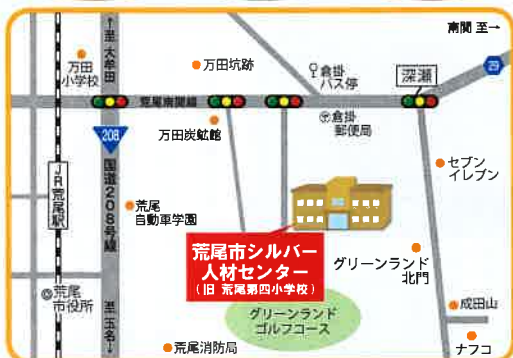 南関 至→
←至 大牟田
万田
小学校
万田坑跡
倉掛
バス停
深瀬
29
荒尾南関線
万田炭鉱館
倉掛
郵便局
208
国道208号線
JR荒尾駅
セブン
イレブン
荒尾
自動車学園
荒尾市シルバー
人材センター
(旧 荒尾第四小学校)
グリーンランド
北門
荒尾
市役所
至 玉名→
グリーンランド
ゴルフコース
成田山
荒尾消防局
ナフコ